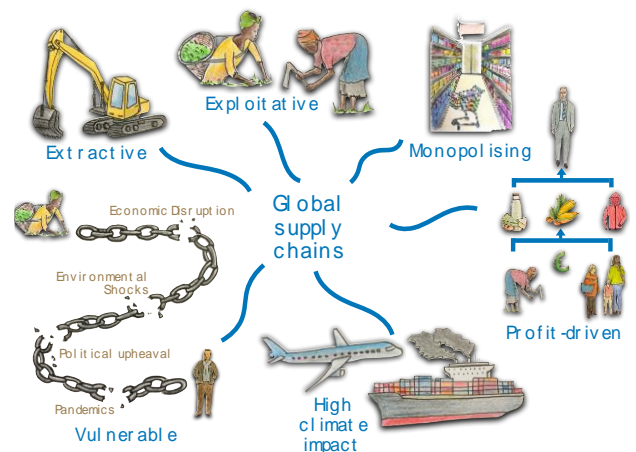 Exploitative
Extractive
Monopolising
Global
supply
chains
Economic Disruption
Environmental
Shocks
Political upheaval
Pandemics
Vulnerable
High
climate
impact
Profit-driven